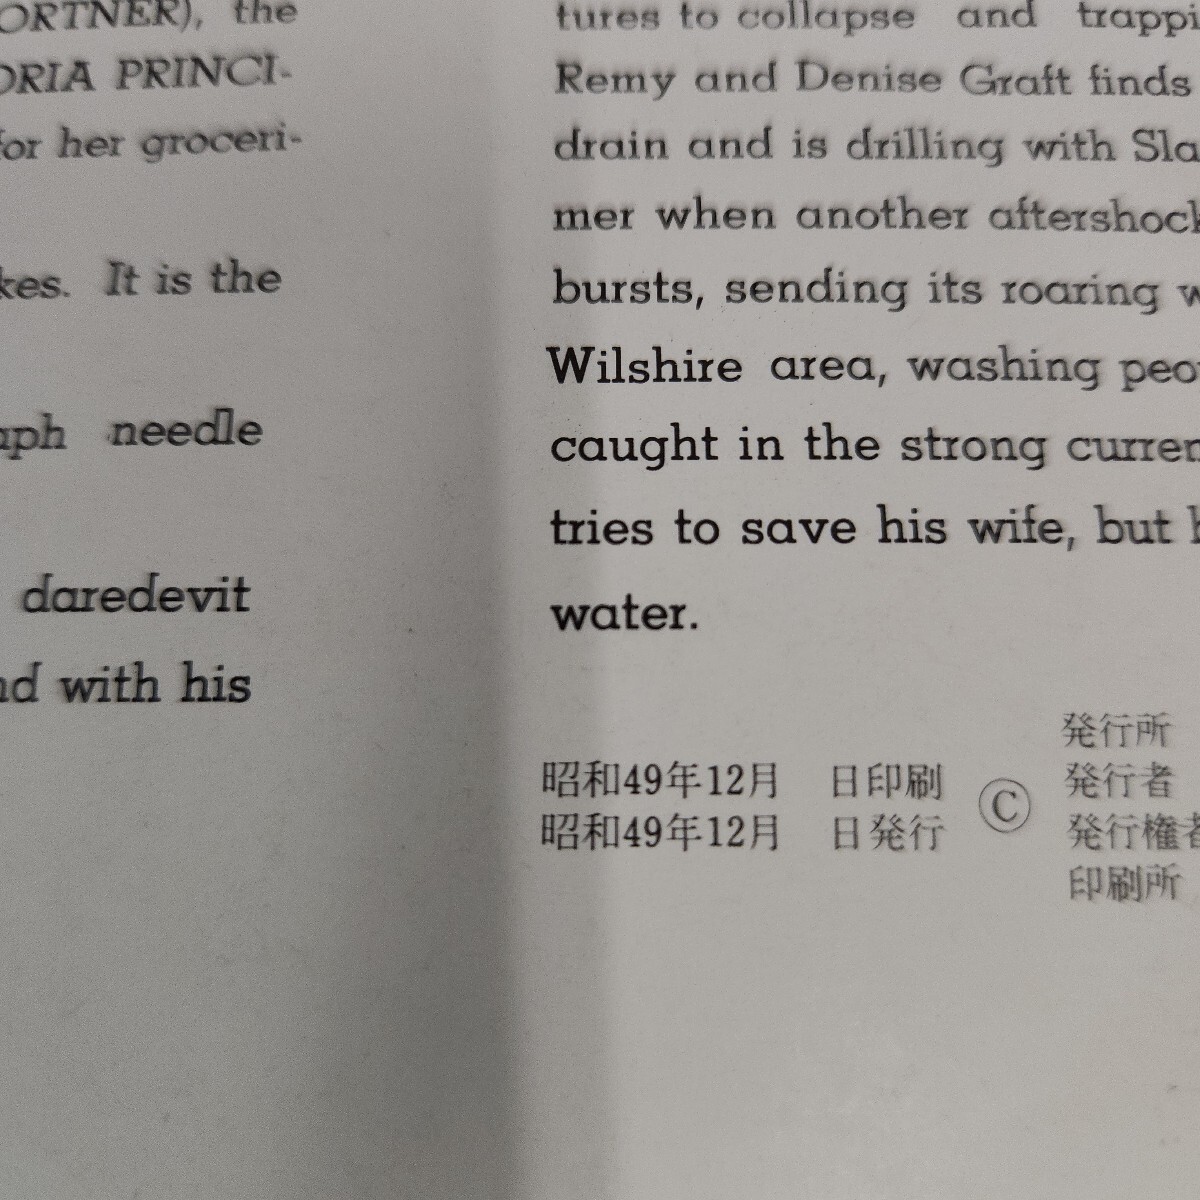 ORTNER), the
ORIA PRINCI-
for her groceri-
kes. It is the
aph needle
daredevit
nd with his
tures to collapse and trappi
Remy and Denise Graft finds
drain and is drilling with Sla
mer when another aftershock
bursts, sending its roaring w
Wilshire area, washing peo
caught in the strong curren
tries to save his wife, but h
water.
昭和49年12月 日印刷
昭和49年12月 日発行
©
発行所
発行者
発行権者
印刷所